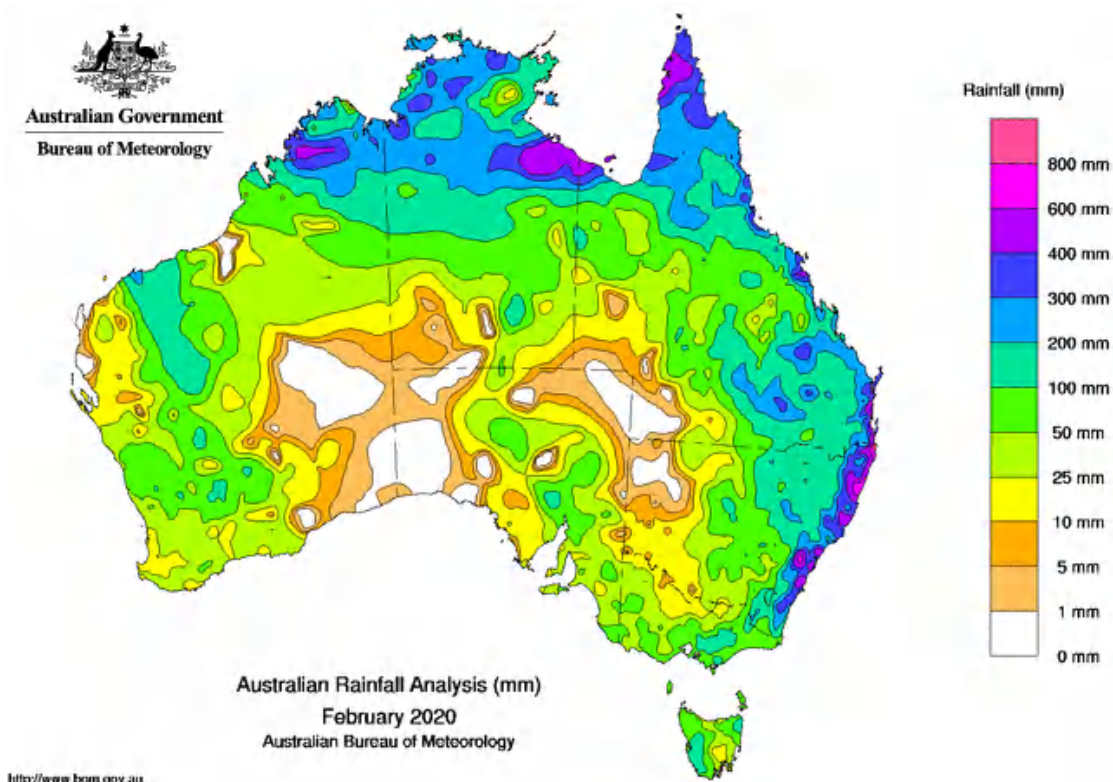 Australian Government
Bureau of Meteorology
Rainfall (mm)
800 mm
600 mm
400 mm
300 mm
200 mm
100 mm
50 mm
25 mm
10 mm
5 mm
1 mm
0 mm
Australian Rainfall Analysis (mm)
February 2020
Australian Bureau of Meteorology
http://www.bom.gov.au